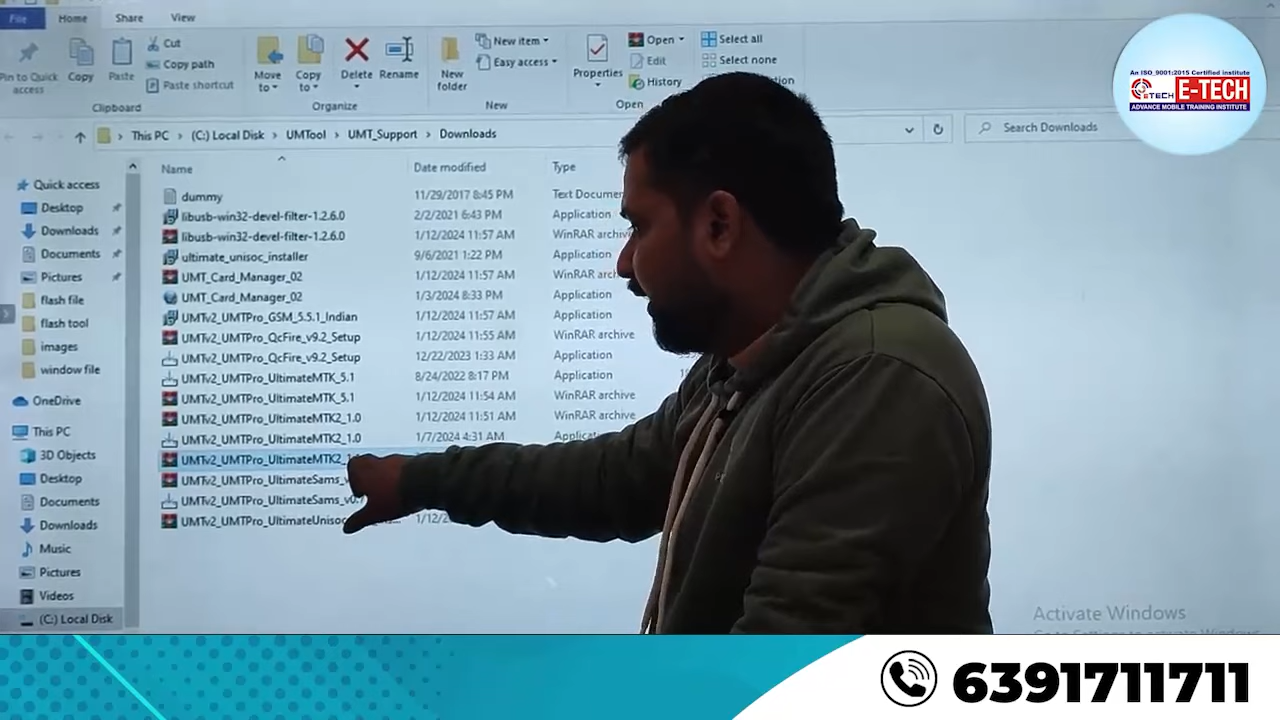 File Home Share View
Pin to Quick access
Copy
Paste
Cut
Copy path
Paste shortcut
Clipboard
Move to
Copy to
Delete
Rename
Organize
New folder
New item
Easy access
New
Properties
Open
Edit
History
Open
Select all
Select none
An ISO_9001:2015 Certified institute
ETECH E-TECH
ADVANCE MOBILE TRAINING INSTITUTE
This PC > (C:) Local Disk > UMTool > UMT_Support > Downloads
Search Downloads
Quick access
Desktop
Downloads
Documents
Pictures
flash file
flash tool
images
window file
OneDrive
This PC
3D Objects
Desktop
Documents
Downloads
Music
Pictures
Videos
(C:) Local Disk
Name Date modified Type
dummy 11/29/2017 8:45 PM Text
libusb-win32-devel-filter-1.2.6.0 2/2/2021 6:43 PM Application
libusb-win32-devel-filter-1.2.6.0 1/12/2024 11:57 AM WinRAR
ultimate_unisoc_installer 9/6/2021 1:22 PM Application
UMT_Card_Manager_02 1/12/2024 11:57 AM WinRAR
UMT_Card_Manager_02 1/3/2024 8:33 PM Application
UMTv2_UMTPro_GSM_5.5.1_Indian 1/12/2024 11:57 AM Application
UMTv2_UMTPro_QcFire_v9.2_Setup 1/12/2024 11:55 AM WinRAR archive
UMTv2_UMTPro_QcFire_v9.2_Setup 12/22/2023 1:33 AM Application
UMTv2_UMTPro_UltimateMTK_5.1 8/24/2022 8:17 PM Application
UMTv2_UMTPro_UltimateMTK_5.1 1/12/2024 11:54 AM WinRAR archive
UMTv2_UMTPro_UltimateMTK2_1.0 1/12/2024 11:51 AM WinRAR archive
UMTv2_UMTPro_UltimateMTK2_1.0 1/7/2024 4:31 AM
UMTv2_UMTPro_UltimateMTK2_
UMTv2_UMTPro_UltimateSams_v
UMTv2_UMTPro_UltimateSams_v0.
UMTv2_UMTPro_UltimateUnisoc 1/12/2
Activate Windows
6391711711